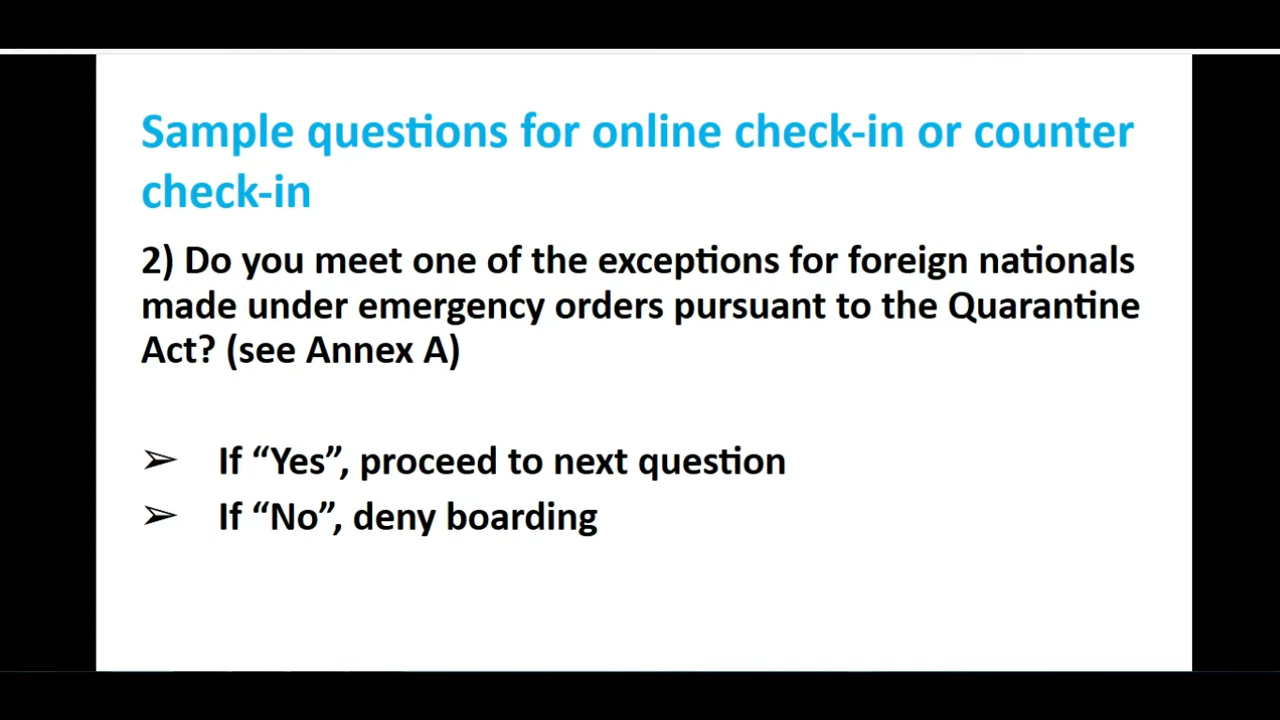 Sample questions for online check-in or counter
check-in
2) Do you meet one of the exceptions for foreign nationals
made under emergency orders pursuant to the Quarantine
Act? (see Annex A)
➢ If “Yes”, proceed to next question
➢ If “No”, deny boarding